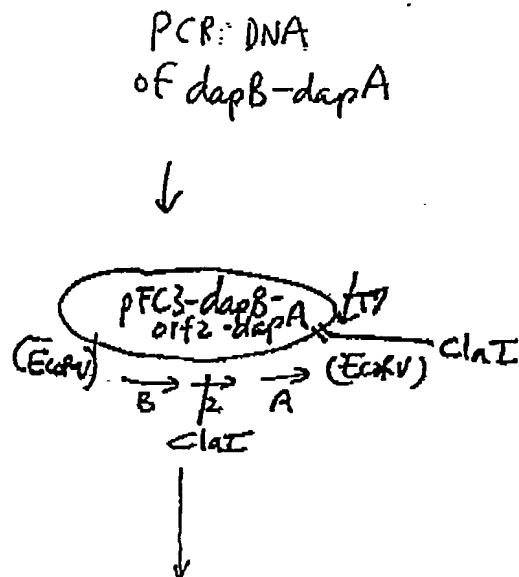 PCR: DNA
of dapB-dapA
pFC3-dapB-
orf2-dapA
T7
ClaI
(EcoRV)
(EcoRV)
B 2 A
ClaI